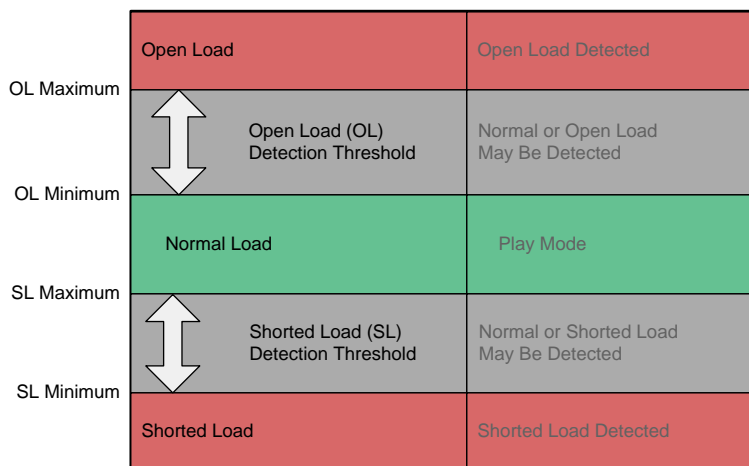 Open Load
Open Load Detected
OL Maximum
Open Load (OL)
Detection Threshold
Normal or Open Load
May Be Detected
OL Minimum
Normal Load
Play Mode
SL Maximum
Shorted Load (SL)
Detection Threshold
Normal or Shorted Load
May Be Detected
SL Minimum
Shorted Load
Shorted Load Detected